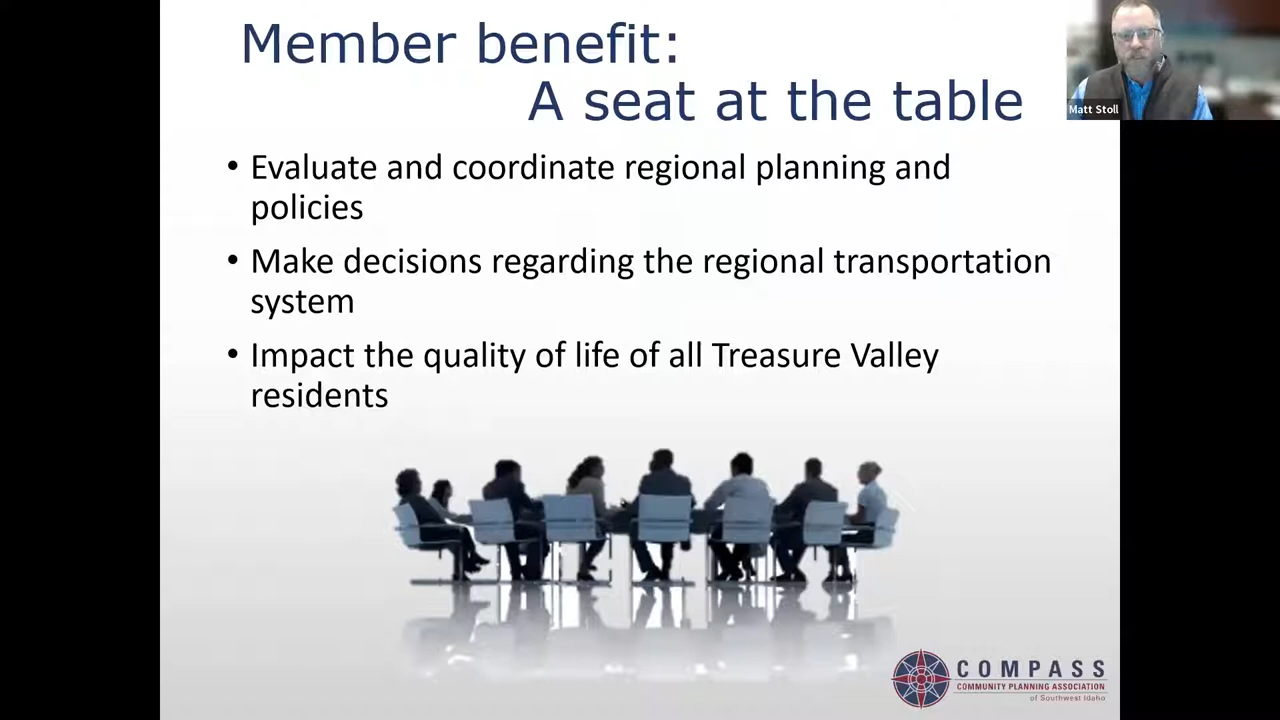 Member benefit:
A seat at the table
Matt Stoll
• Evaluate and coordinate regional planning and
policies
• Make decisions regarding the regional transportation
system
• Impact the quality of life of all Treasure Valley
residents
COMPASS
COMMUNITY PLANNING ASSOCIATION
of Southwest Idaho